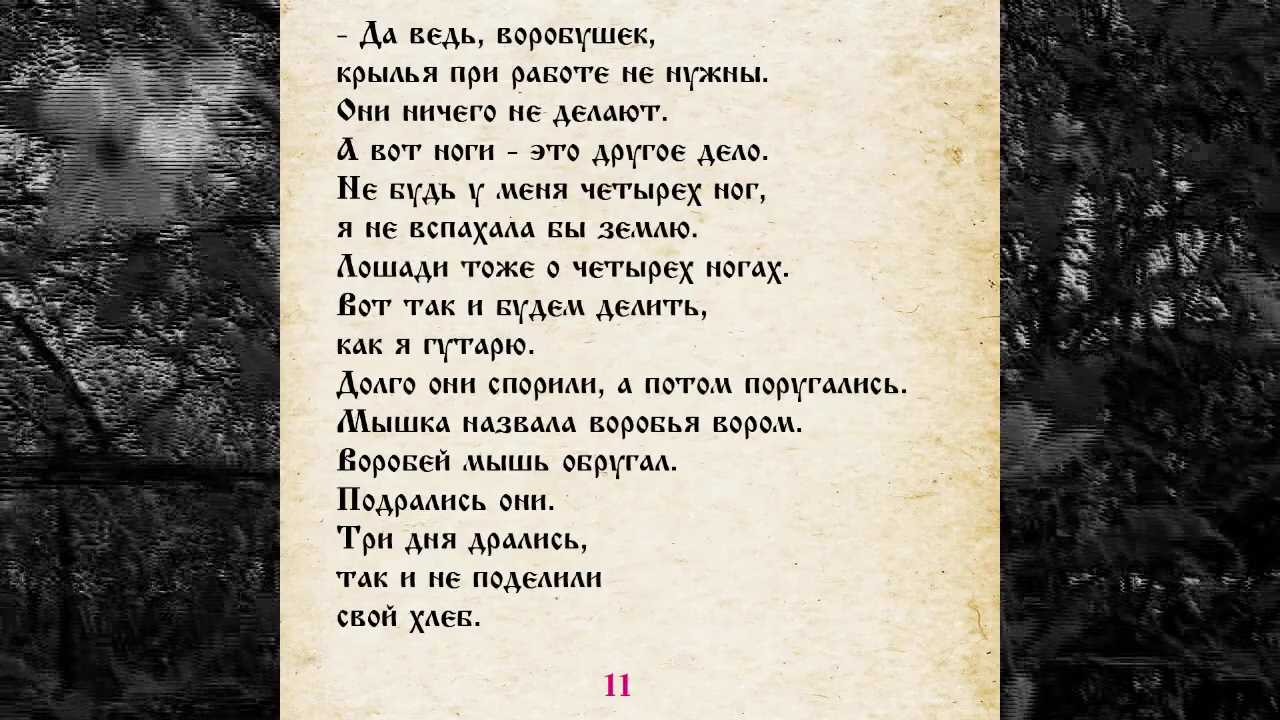 - Да ведь, воробушек,
крылья при работе не нужны.
Они ничего не делают.
А вот ноги - это другое дело.
Не будь у меня четырех ног,
я не вспахала бы землю.
Лошади тоже о четырех ногах.
Вот так и будем делить,
как я гутарю.
Долго они спорили, а потом поругались.
Мышка назвала воробья вором.
Воробей мышь обругал.
Подрались они.
Три дня дрались,
так и не поделили
свой хлеб.
11